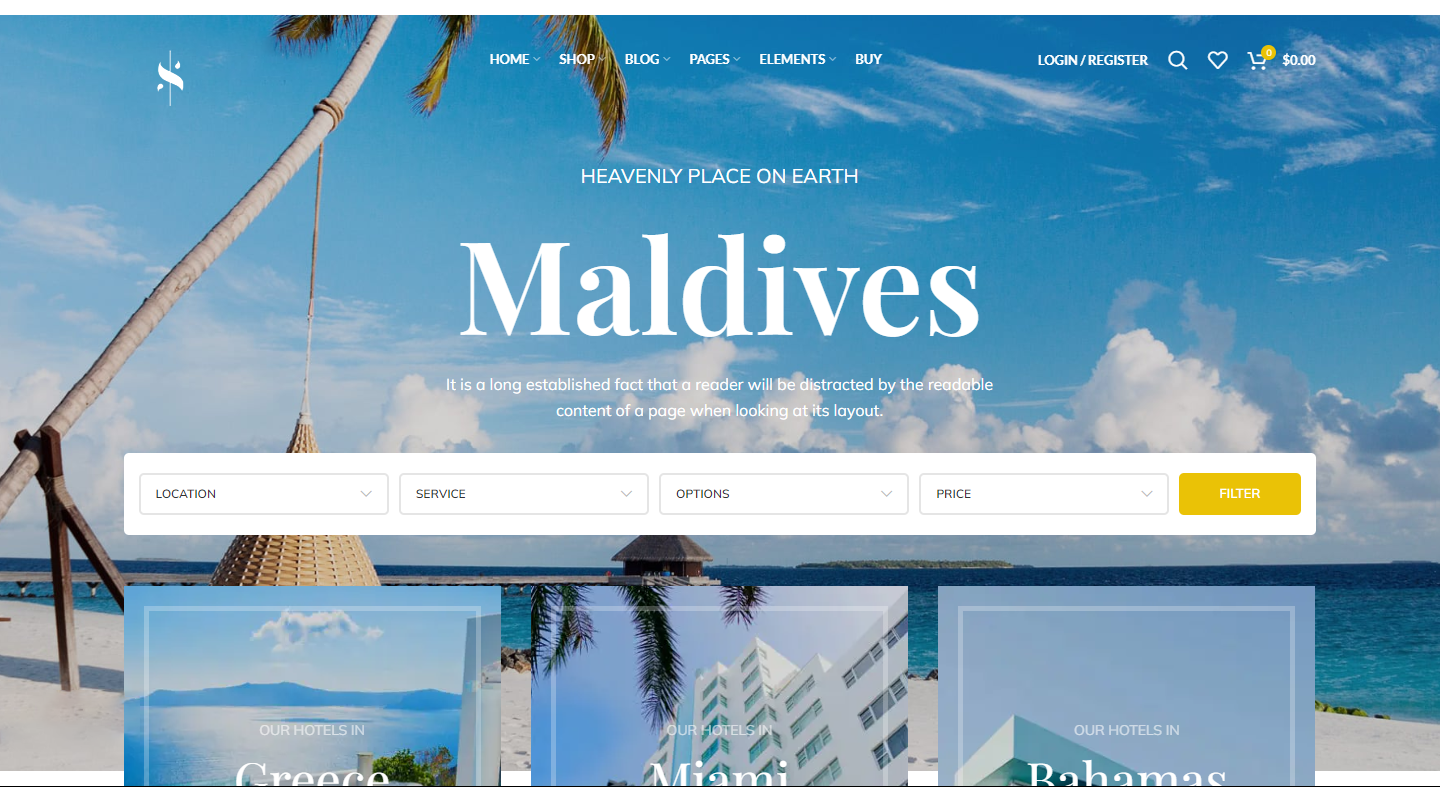 HOME
SHOP
BLOG
PAGES
ELEMENTS
BUY
LOGIN / REGISTER
0
$0.00
HEAVENLY PLACE ON EARTH
Maldives
It is a long established fact that a reader will be distracted by the readable
content of a page when looking at its layout.
LOCATION
SERVICE
OPTIONS
PRICE
FILTER
OUR HOTELS IN
Greece
OUR HOTELS IN
Miami
OUR HOTELS IN
Bahamas